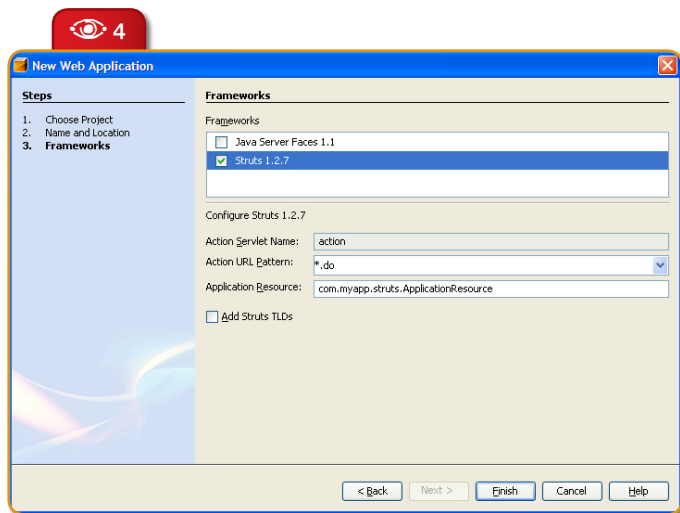 4
New Web Application
Steps
1. Choose Project
2. Name and Location
3. Frameworks
Frameworks
Frameworks
Java Server Faces 1.1
Struts 1.2.7
Configure Struts 1.2.7
Action Servlet Name: action
Action URL Pattern: *.do
Application Resource: com.myapp.struts.ApplicationResource
Add Struts TLDs
< Back Next > Finish Cancel Help